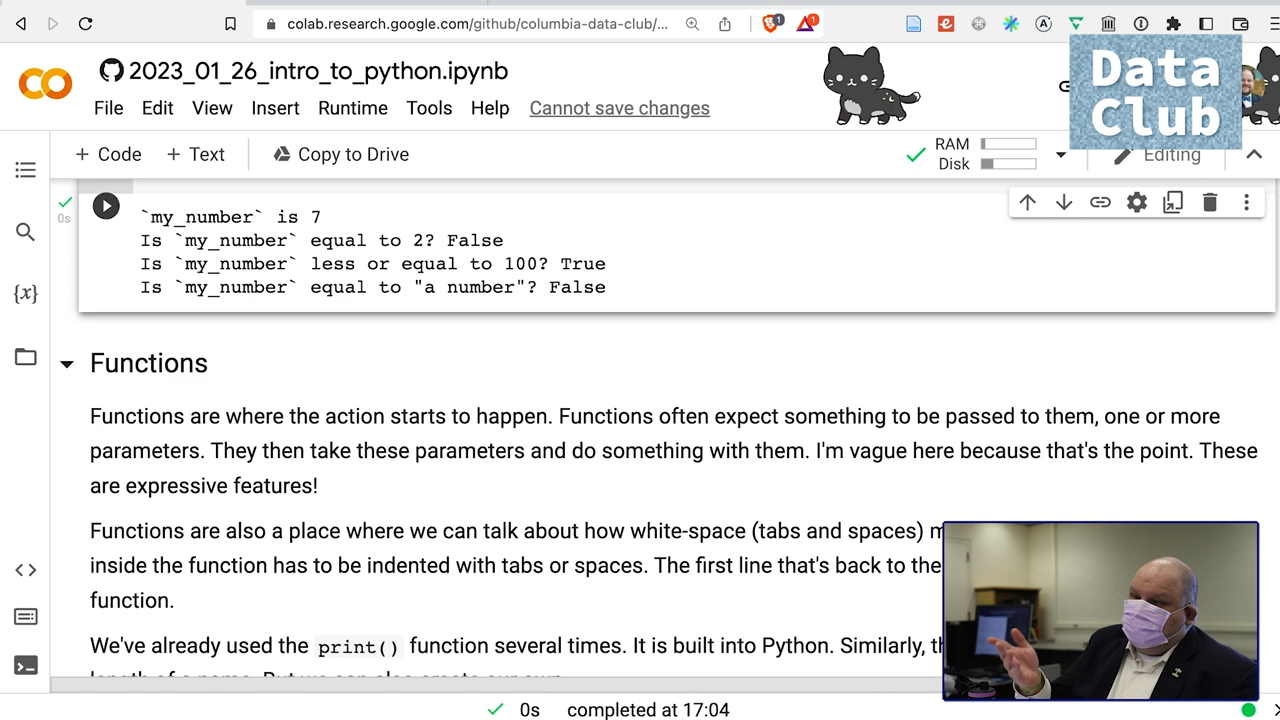 colab.research.google.com/github/columbia-data-club/...
1
1
2023_01_26_intro_to_python.ipynb
File Edit View Insert Runtime Tools Help Cannot save changes
Data
Club
+ Code + Text Copy to Drive
RAM
Disk
Editing
0s
`my_number` is 7
Is `my_number` equal to 2? False
Is `my_number` less or equal to 100? True
Is `my_number` equal to "a number"? False
{x}
Functions
Functions are where the action starts to happen. Functions often expect something to be passed to them, one or more
parameters. They then take these parameters and do something with them. I'm vague here because that's the point. These
are expressive features!
Functions are also a place where we can talk about how white-space (tabs and spaces)
inside the function has to be indented with tabs or spaces. The first line that's back to the
function.
We've already used the print() function several times. It is built into Python. Similarly,
0s completed at 17:04